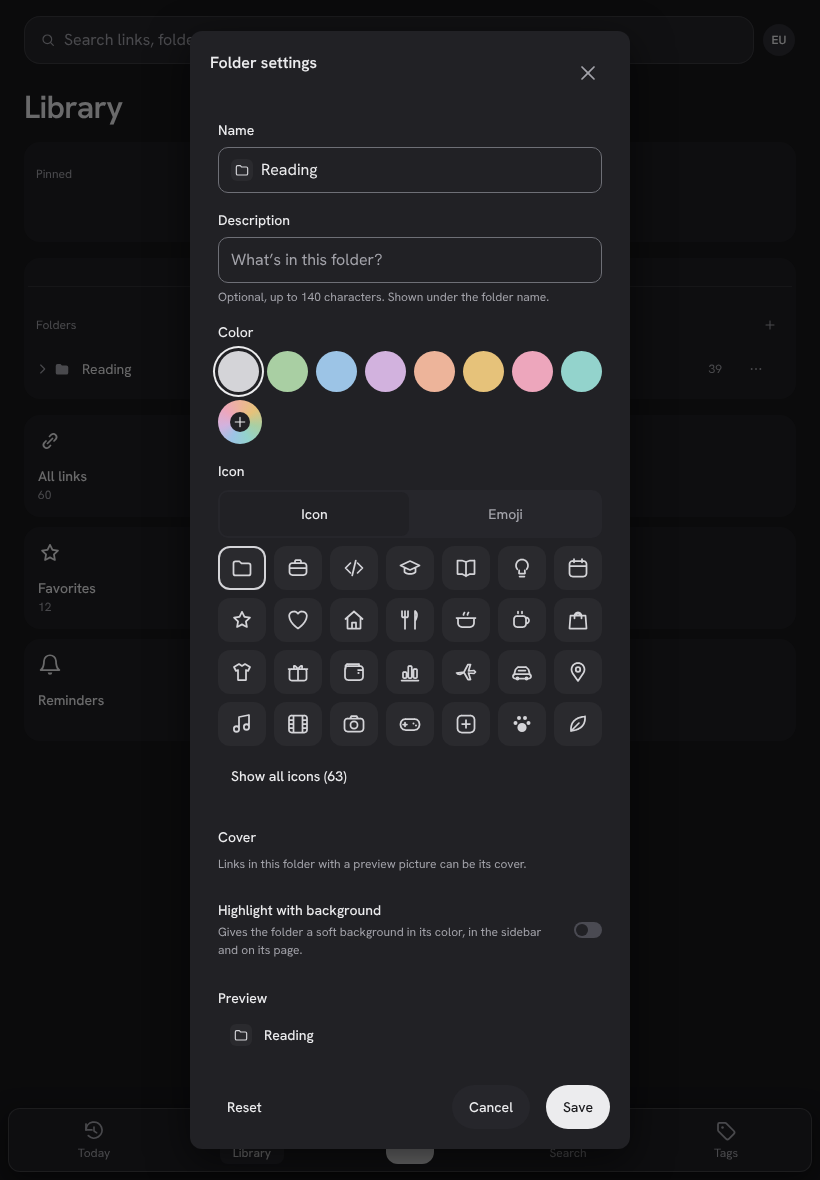 Search links, folde
EU
Folder settings
Library
Name
Pinned
Reading
Description
What's in this folder?
Optional, up to 140 characters. Shown under the folder name.
Folders
Color
Reading
39
All links
60
Icon
Icon
Emoji
Favorites
12
Reminders
Show all icons (63)
Cover
Links in this folder with a preview picture can be its cover.
Highlight with background
Gives the folder a soft background in its color, in the sidebar
and on its page.
Preview
Reading
Reset
Cancel
Save
Today
Library
Search
Tags